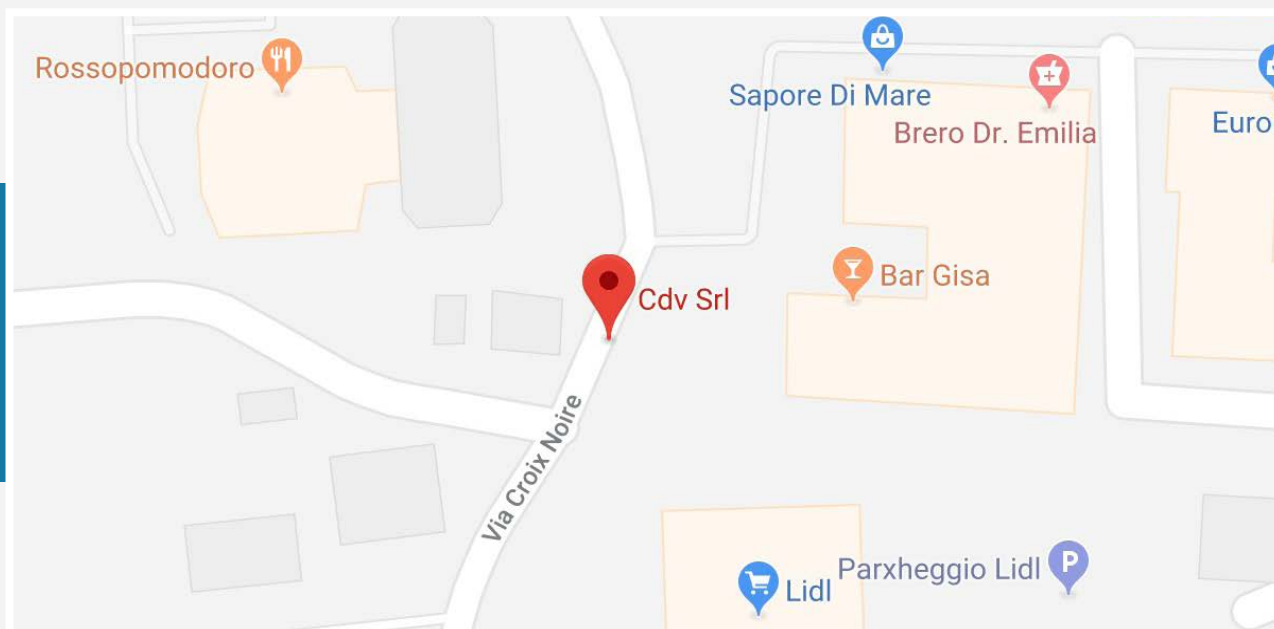 Rossopomodoro
Sapore Di Mare
Brero Dr. Emilia
Euro
Bar Gisa
Cdv Srl
Via Croix Noire
Parxheggio Lidl
P
Lidl